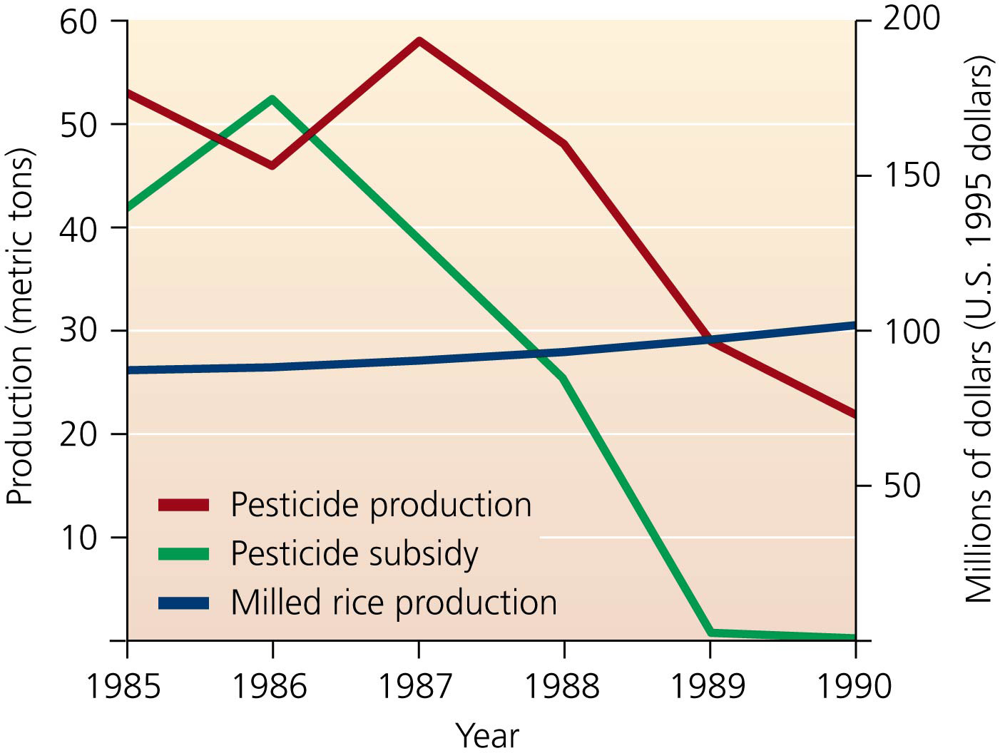 60
50
40
30
20
10
Production (metric tons)
200
150
100
50
Millions of dollars (U.S. 1995 dollars)
Pesticide production
Pesticide subsidy
Milled rice production
1985 1986 1987 1988 1989 1990
Year